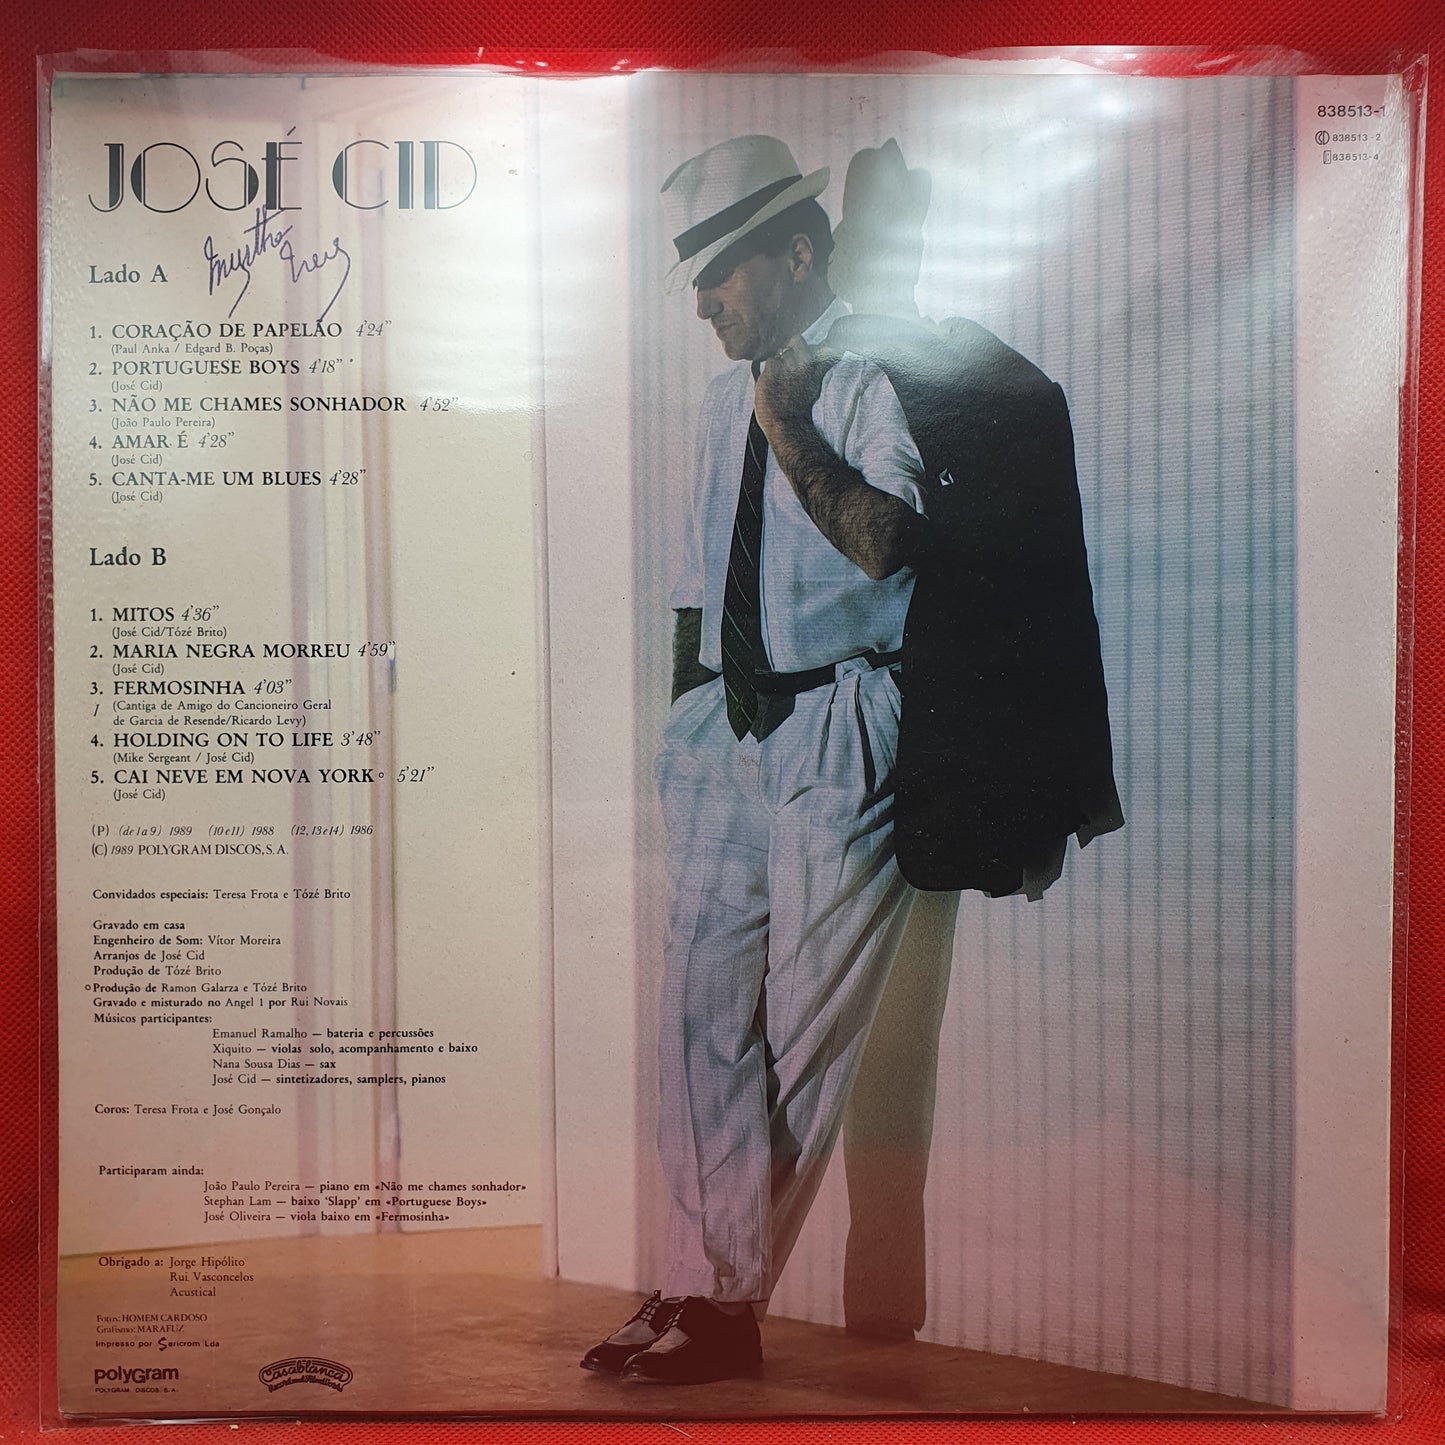 838513-1
838513-2
838513-4
JOSÉ CID
Lado A
1. CORAÇÃO DE PAPELÃO 4'24"
(Paul Anka / Edgard B. Poças)
2. PORTUGUESE BOYS 4'18"
(José Cid)
3. NÃO ME CHAMES SONHADOR 4'52"
(João Paulo Pereira)
4. AMAR É 4'28"
(José Cid)
5. CANTA-ME UM BLUES 4'28"
(José Cid)
Lado B
1. MITOS 4'36"
(José Cid/Tózé Brito)
2. MARIA NEGRA MORREU 4'59"
(José Cid)
3. FERMOSINHA 4'03"
(Cantiga de Amigo do Cancioneiro Geral
de Garcia de Resende/Ricardo Levy)
4. HOLDING ON TO LIFE 3'48"
(Mike Sergeant / José Cid)
5. CAI NEVE EM NOVA YORK° 5'21"
(José Cid)
(P) (de 1 a 9) 1989 (10 e 11) 1988 (12, 13 e 14) 1986
(C) 1989 POLYGRAM DISCOS, S.A.
Convidados especiais: Teresa Frota e Tózé Brito
Gravado em casa
Engenheiro de Som: Vítor Moreira
Arranjos de José Cid
Produção de Tózé Brito
°Produção de Ramon Galarza e Tózé Brito
Gravado e misturado no Angel 1 por Rui Novais
Músicos participantes:
Emanuel Ramalho — bateria e percussões
Xiquito — violas solo, acompanhamento e baixo
Nana Sousa Dias — sax
José Cid — sintetizadores, samplers, pianos
Coros: Teresa Frota e José Gonçalo
Participaram ainda:
João Paulo Pereira — piano em «Não me chames sonhador»
Stephan Lam — baixo 'Slapp' em «Portuguese Boys»
José Oliveira — viola baixo em «Fermosinha»
Obrigado a: Jorge Hipólito
Rui Vasconcelos
Acustical
Fotos: HOMEM CARDOSO
Grafismo: MARAFUZ
Impresso por Sericrom Lda
polyGram
POLYGRAM DISCOS, S.A.
Casablanca
Record and FilmWorks